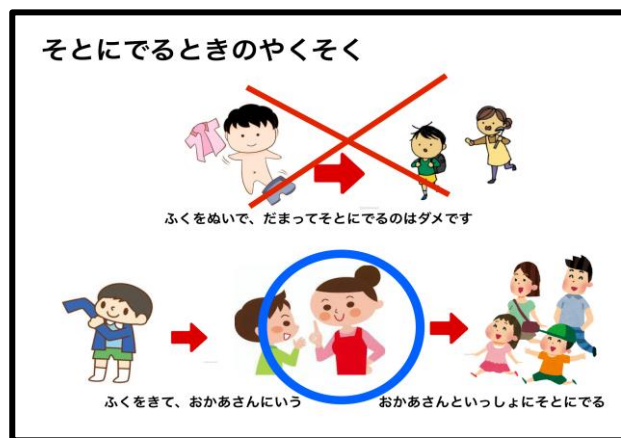 そとにでるときのやくそく
ふくをぬいで、だまってそとにでるのはダメです
ふくをきて、おかあさんにいう
おかあさんといっしょにそとにでる